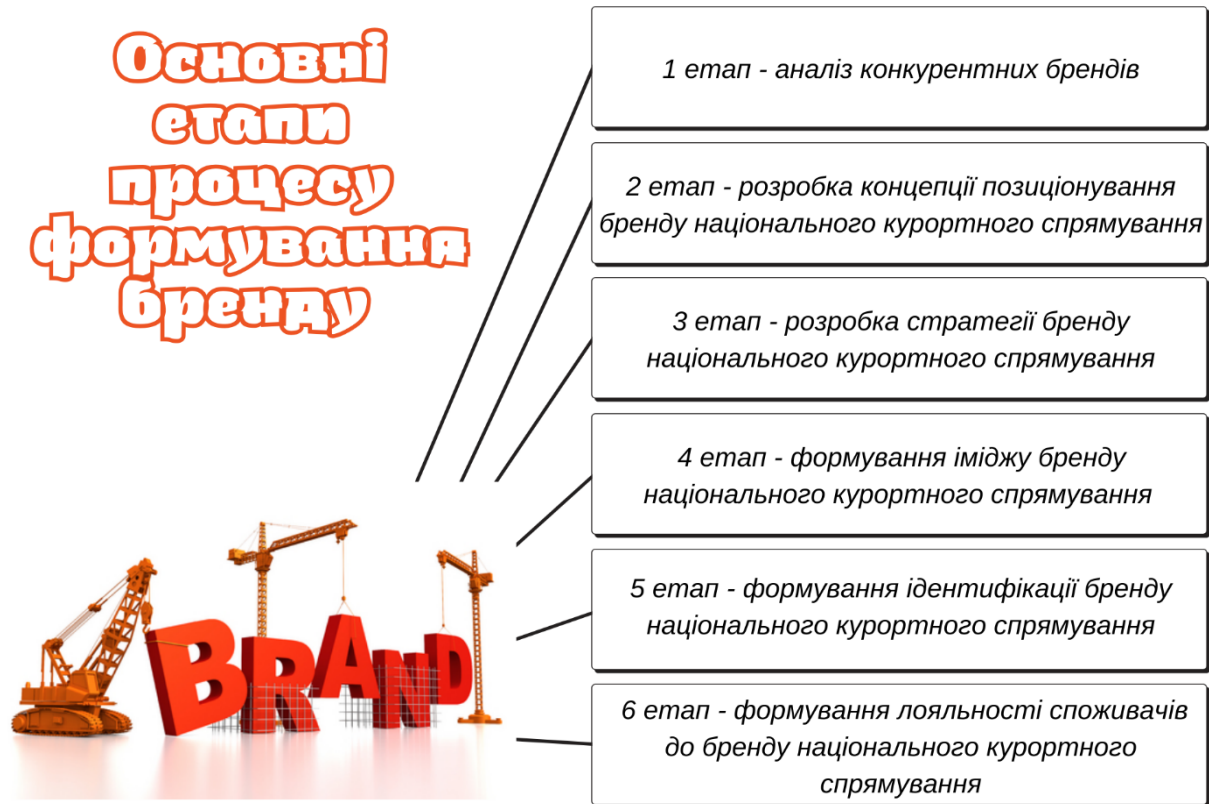 Основні
етапи
процесу
формування
бренду
1 етап - аналіз конкурентних брендів
2 етап - розробка концепції позиціонування
бренду національного курортного спрямування
3 етап - розробка стратегії бренду
національного курортного спрямування
4 етап - формування іміджу бренду
національного курортного спрямування
5 етап - формування ідентифікації бренду
національного курортного спрямування
6 етап - формування лояльності споживачів
до бренду національного курортного
спрямування
BRAND